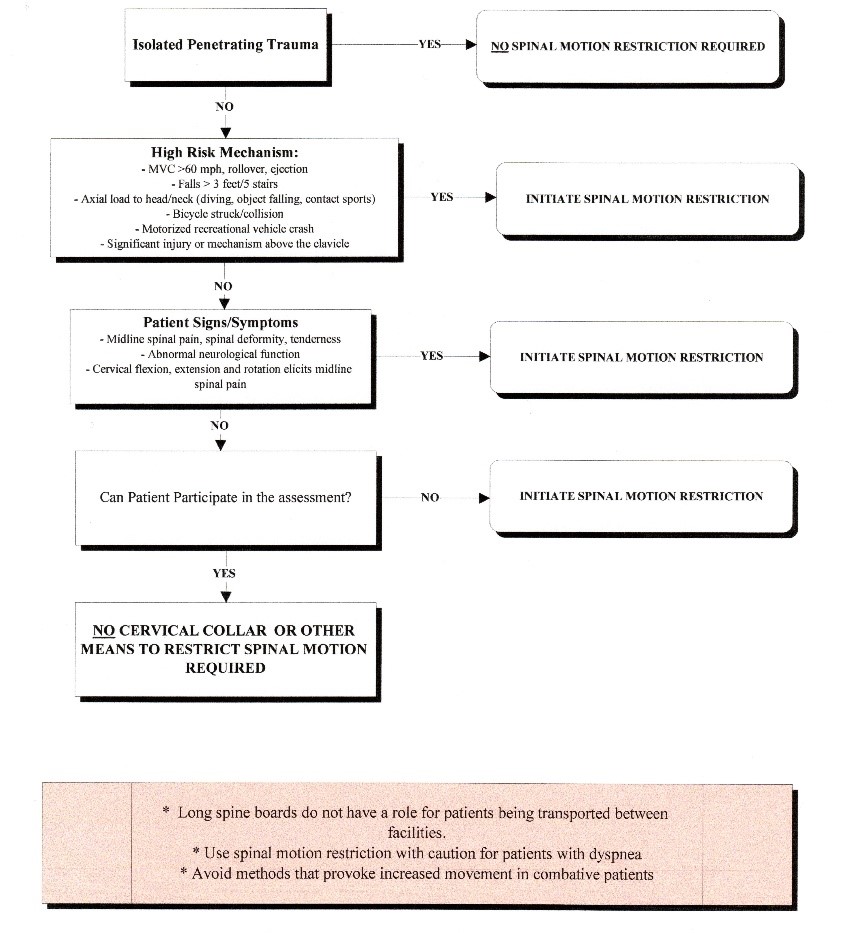 Isolated Penetrating Trauma
YES
NO SPINAL MOTION RESTRICTION REQUIRED
NO
High Risk Mechanism:
- MVC >60 mph, rollover, ejection
- Falls > 3 feet/5 stairs
- Axial load to head/neck (diving, object falling, contact sports)
- Bicycle struck/collision
- Motorized recreational vehicle crash
- Significant injury or mechanism above the clavicle
YES
INITIATE SPINAL MOTION RESTRICTION
NO
Patient Signs/Symptoms
- Midline spinal pain, spinal deformity, tenderness
- Abnormal neurological function
- Cervical flexion, extension and rotation elicits midline
spinal pain
YES
INITIATE SPINAL MOTION RESTRICTION
NO
Can Patient Participate in the assessment?
NO
INITIATE SPINAL MOTION RESTRICTION
YES
NO CERVICAL COLLAR OR OTHER
MEANS TO RESTRICT SPINAL MOTION
REQUIRED
* Long spine boards do not have a role for patients being transported between
facilities.
* Use spinal motion restriction with caution for patients with dyspnea
* Avoid methods that provoke increased movement in combative patients